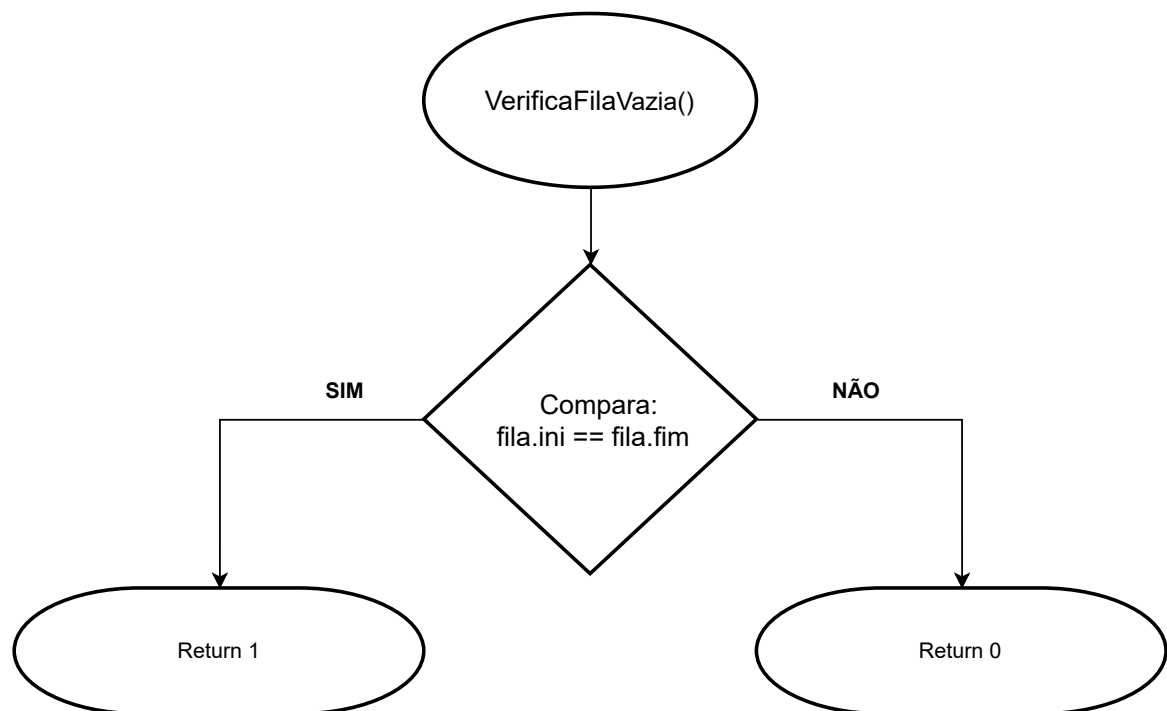 VerificaFilaVazia()
SIM
NÃO
Compara:
fila.ini == fila.fim
Return 1
Return 0